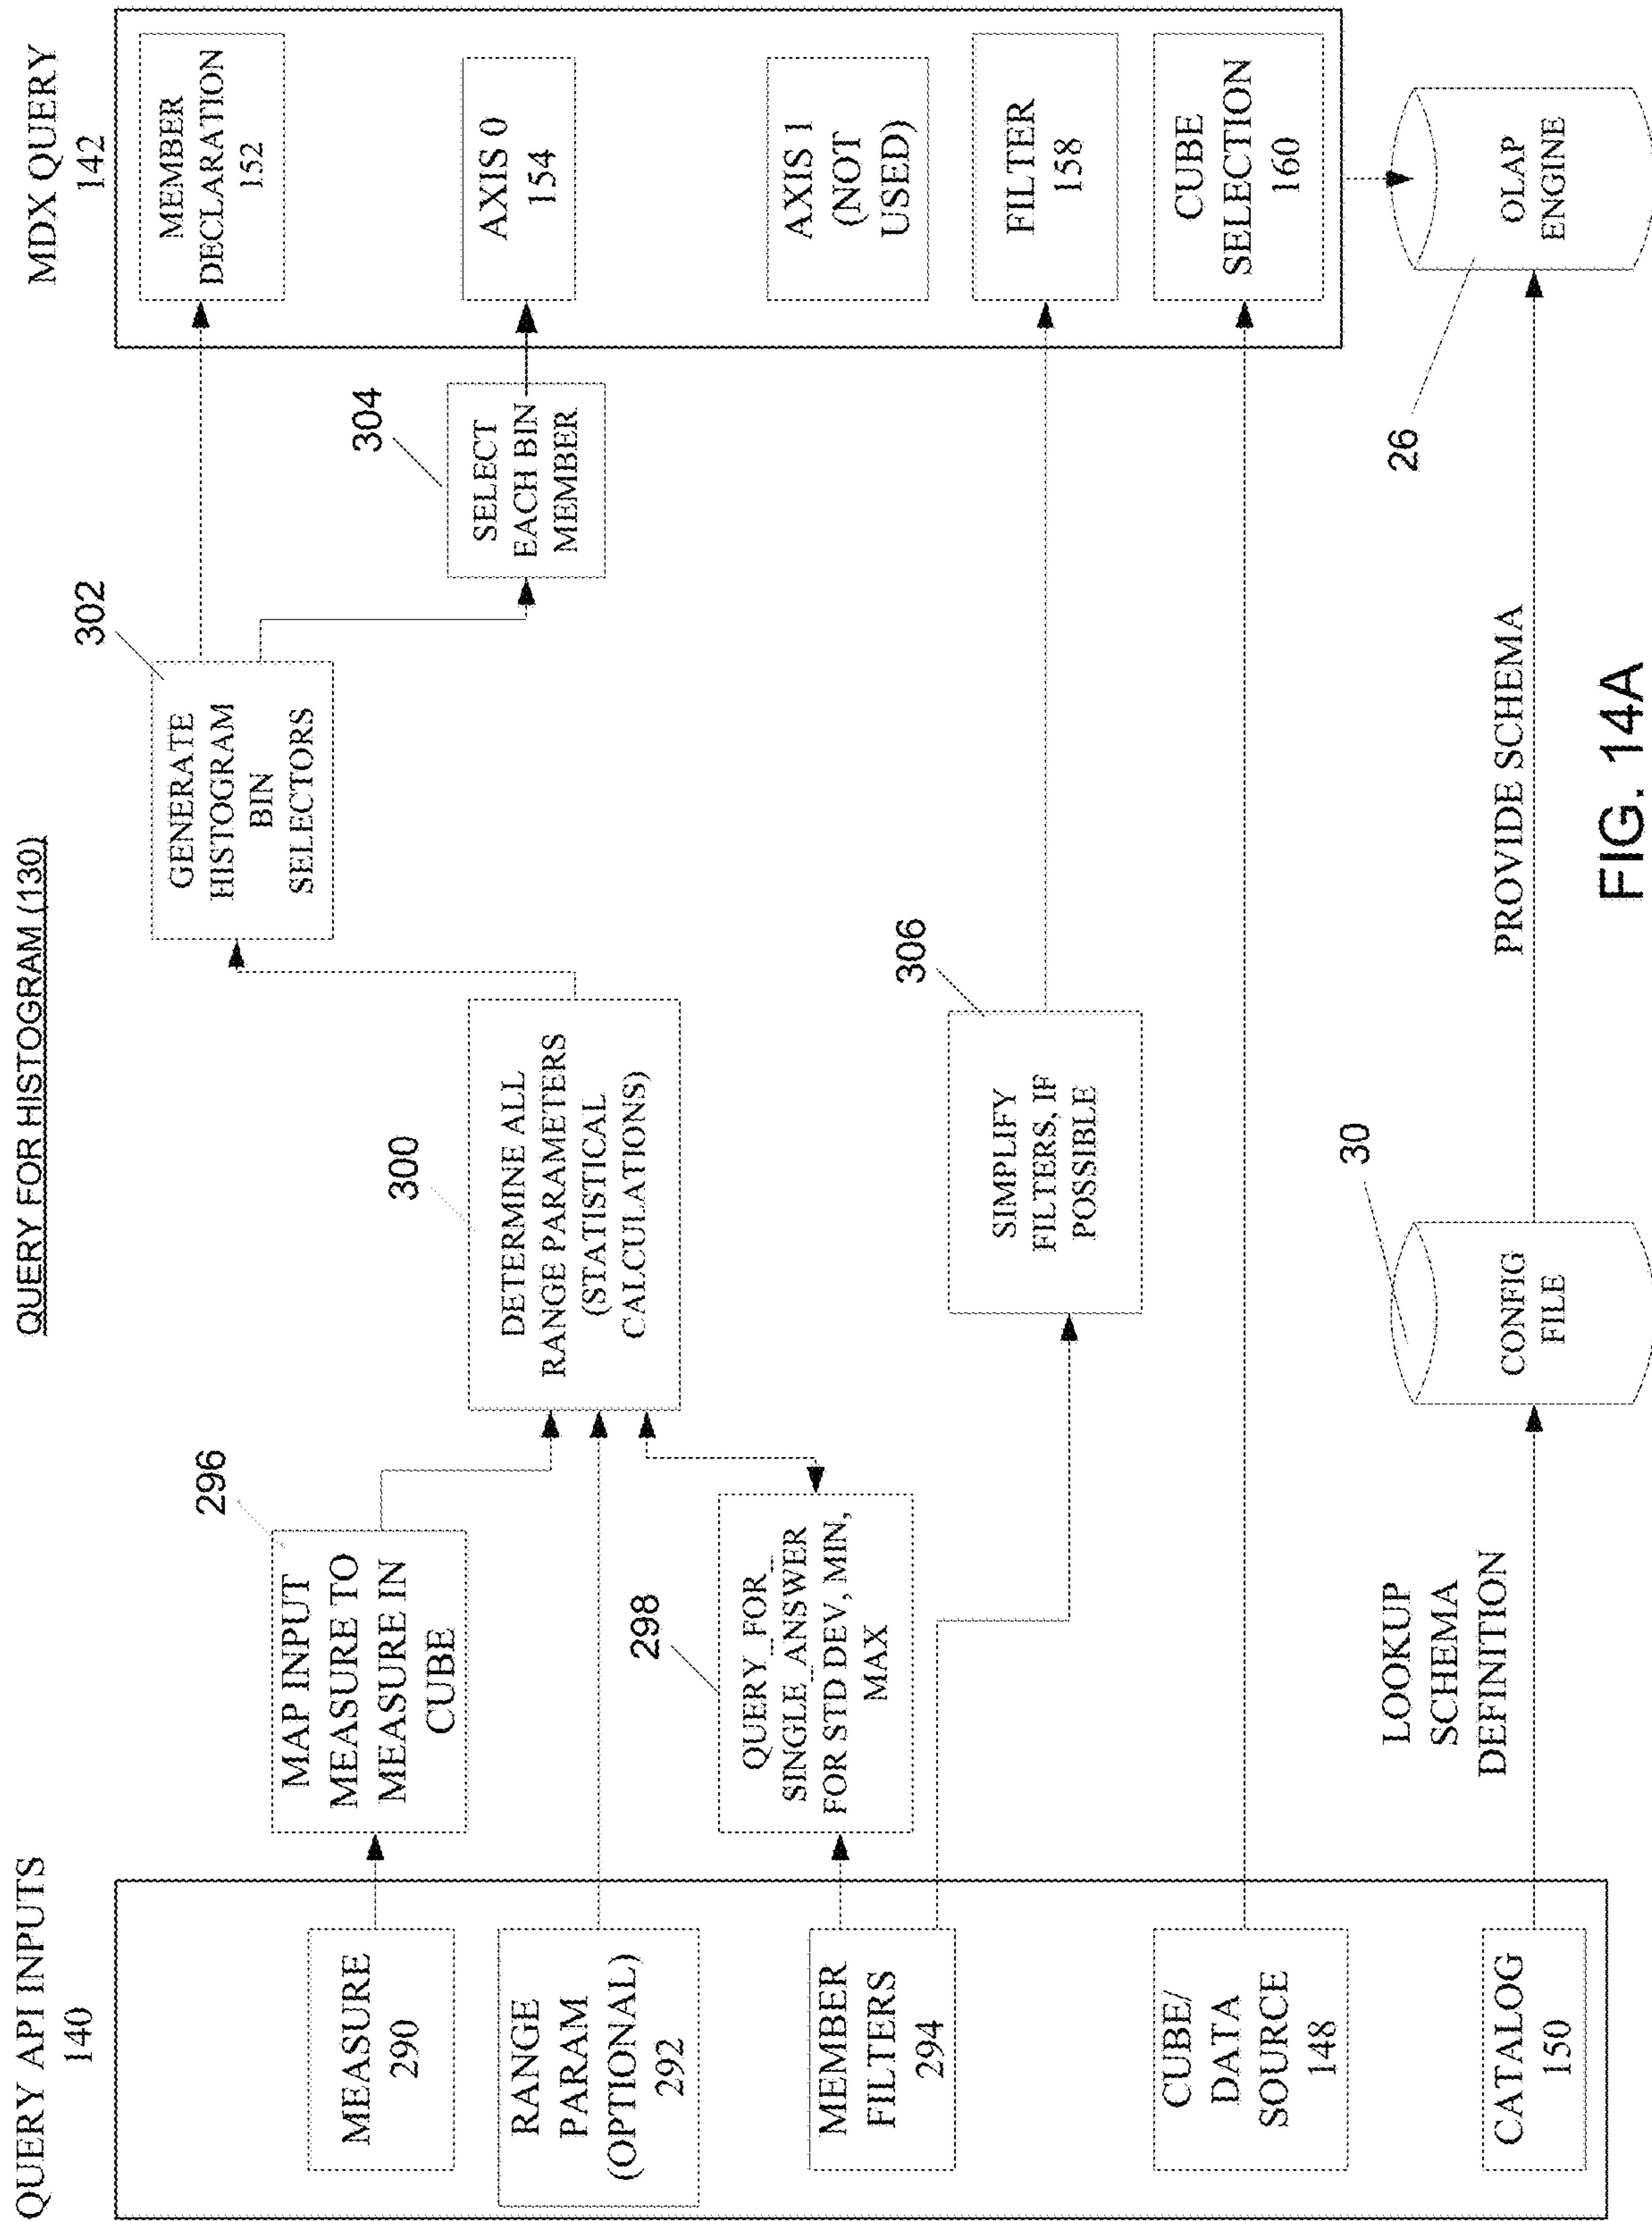 QUERY FOR HISTOGRAM (130)
QUERY API INPUTS
140
MEASURE
290
RANGE
PARAM
(OPTIONAL)
292
MEMBER
FILTERS
294
CUBE/
DATA
SOURCE
148
CATALOG
150
296
MAP INPUT
MEASURE TO
MEASURE IN
CUBE
298
QUERY FOR
SINGLE ANSWER
FOR STD DEV, MIN,
MAX
LOOKUP
SCHEMA
DEFINITION
300
DETERMINE ALL
RANGE PARAMETERS
(STATISTICAL
CALCULATIONS)
306
SIMPLIFY
FILTERS, IF
POSSIBLE
30
CONFIG
FILE
302
GENERATE
HISTOGRAM
BIN
SELECTORS
304
SELECT
EACH BIN
MEMBER
PROVIDE SCHEMA
MDX QUERY
142
MEMBER
DECLARATION
152
AXIS 0
154
AXIS 1
(NOT
USED)
FILTER
158
CUBE
SELECTION
160
26
OLAP
ENGINE
FIG. 14A